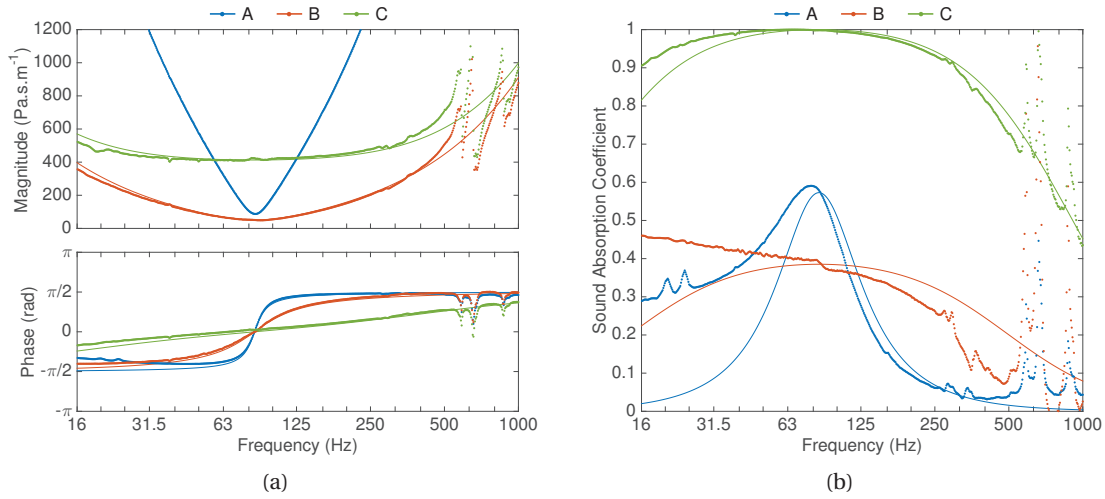 A B C
Magnitude (Pa.s.m⁻¹)
1200
1000
800
600
400
200
0
Phase (rad)
π
π/2
0
-π/2
-π
16 31.5 63 125 250 500 1000
Frequency (Hz)
(a)
A B C
Sound Absorption Coefficient
1
0.9
0.8
0.7
0.6
0.5
0.4
0.3
0.2
0.1
0
16 31.5 63 125 250 500 1000
Frequency (Hz)
(b)